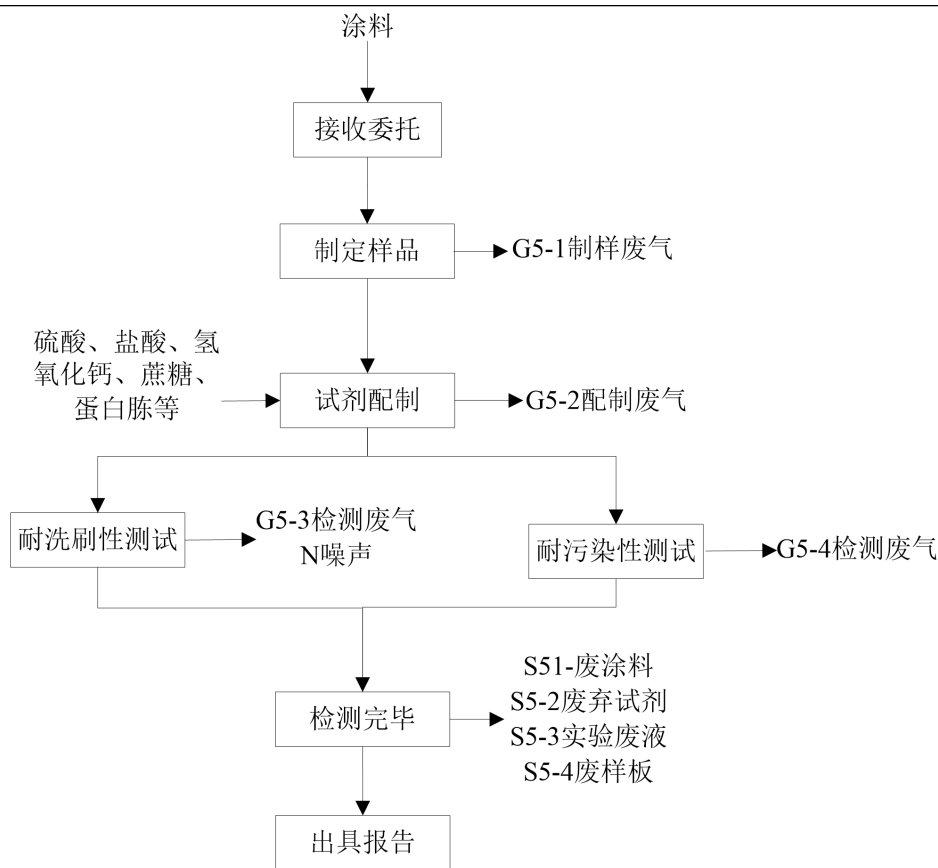 涂料
接收委托
制定样品
G5-1制样废气
硫酸、盐酸、氢
氧化钙、蔗糖、
蛋白胨等
试剂配制
G5-2配制废气
耐洗刷性测试
G5-3检测废气
N噪声
耐污染性测试
G5-4检测废气
检测完毕
S51-废涂料
S5-2废弃试剂
S5-3实验废液
S5-4废样板
出具报告